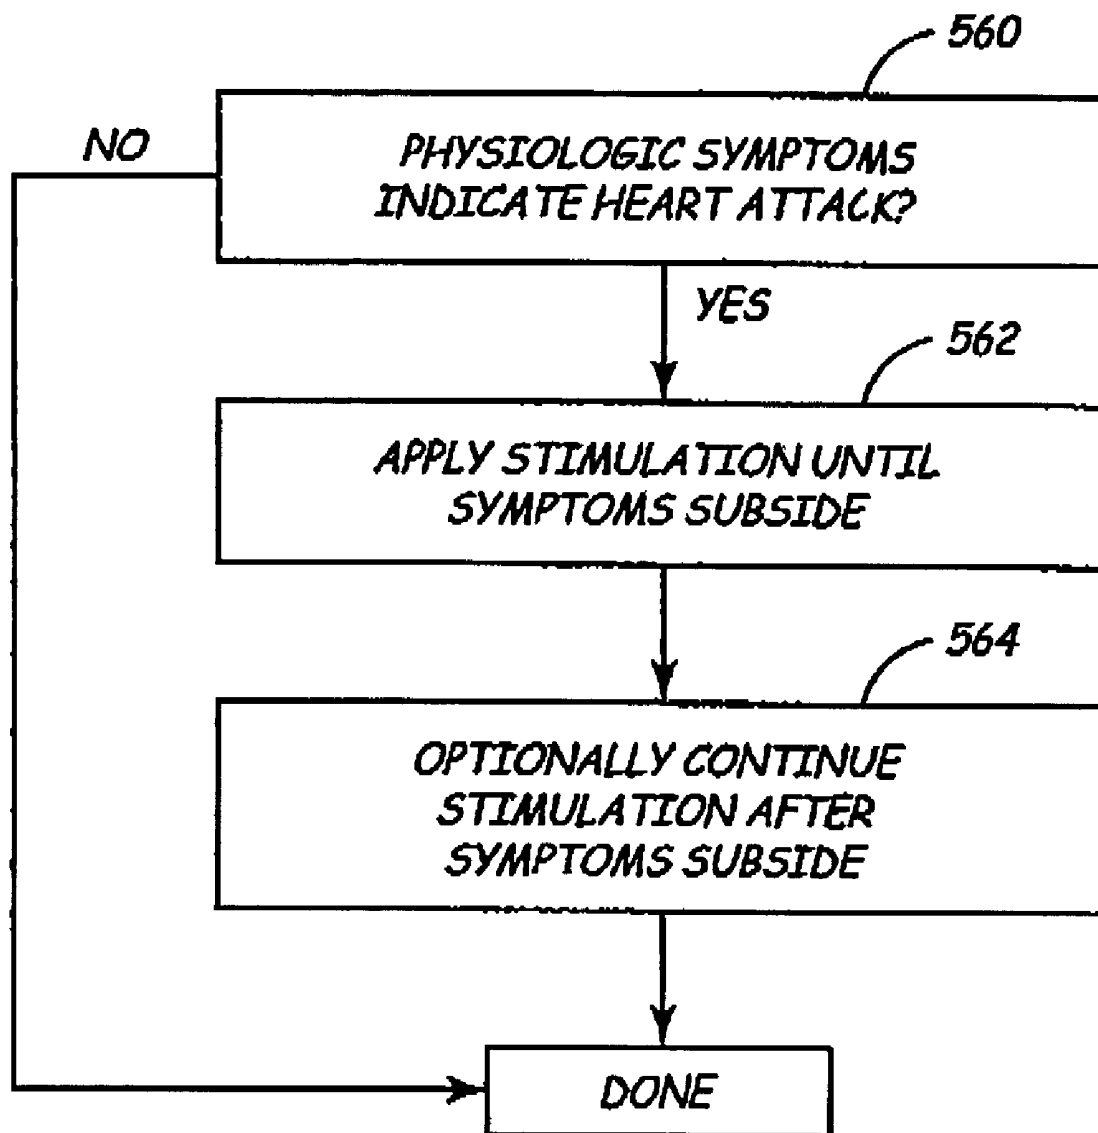 560
NO
PHYSIOLOGIC SYMPTOMS
INDICATE HEART ATTACK?
YES
562
APPLY STIMULATION UNTIL
SYMPTOMS SUBSIDE
564
OPTIONALLY CONTINUE
STIMULATION AFTER
SYMPTOMS SUBSIDE
DONE